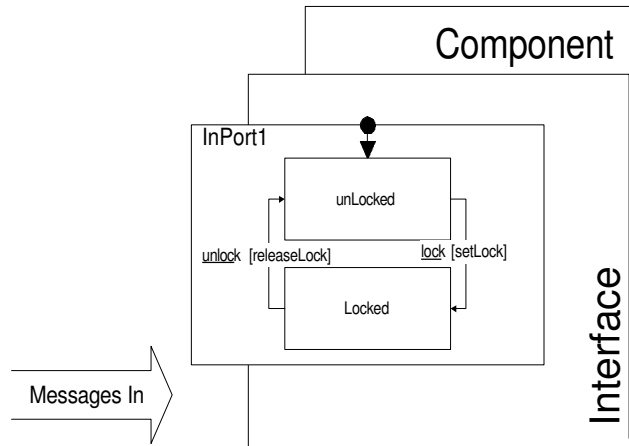 Component
InPort1
unLocked
unlock [releaseLock]
lock [setLock]
Locked
Interface
Messages In